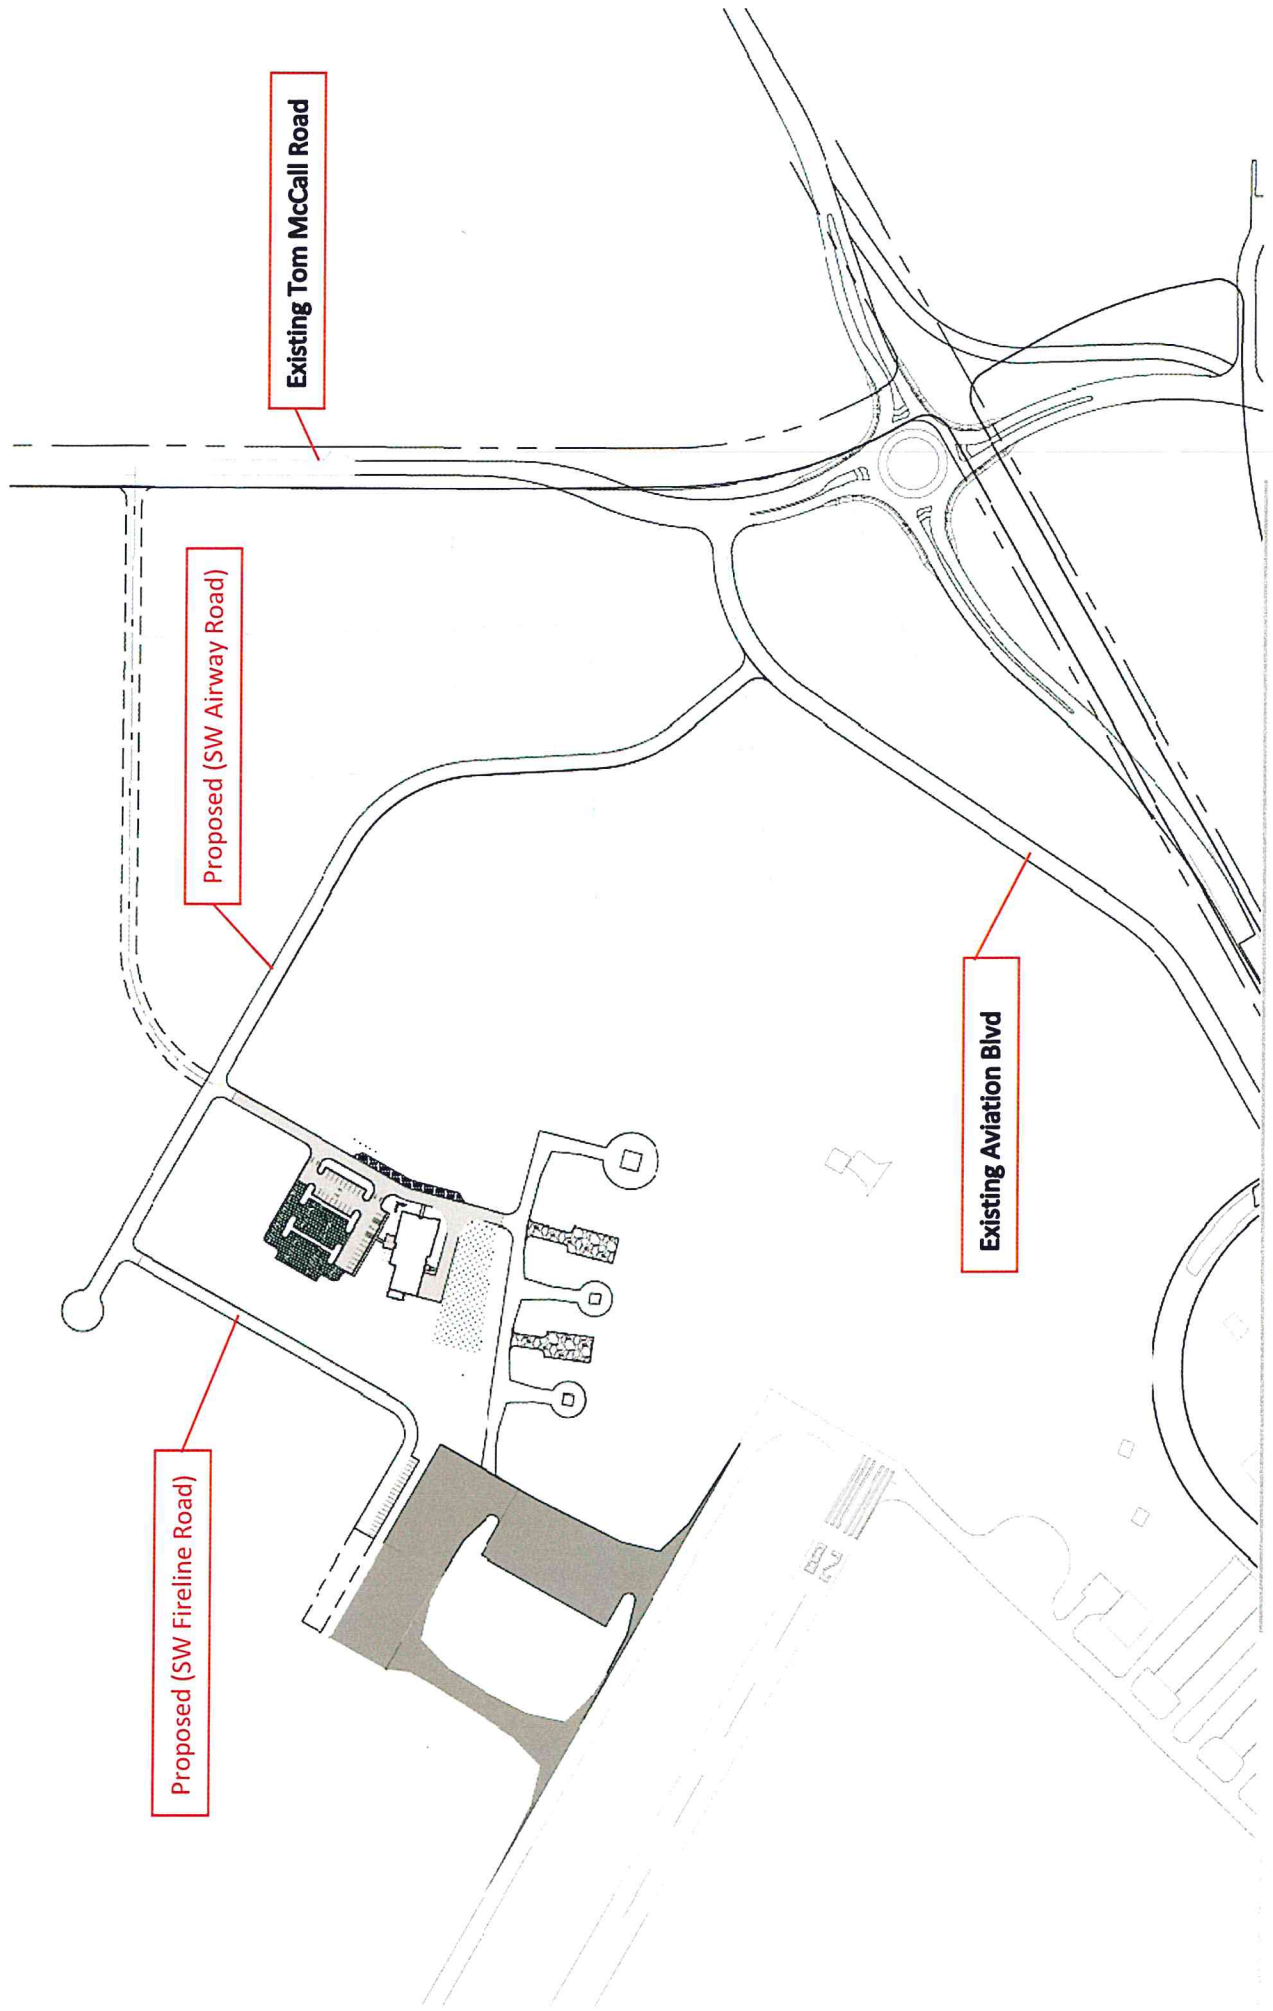 Proposed (SW Fireline Road)
Proposed (SW Airway Road)
Existing Tom McCall Road
Existing Aviation Blvd